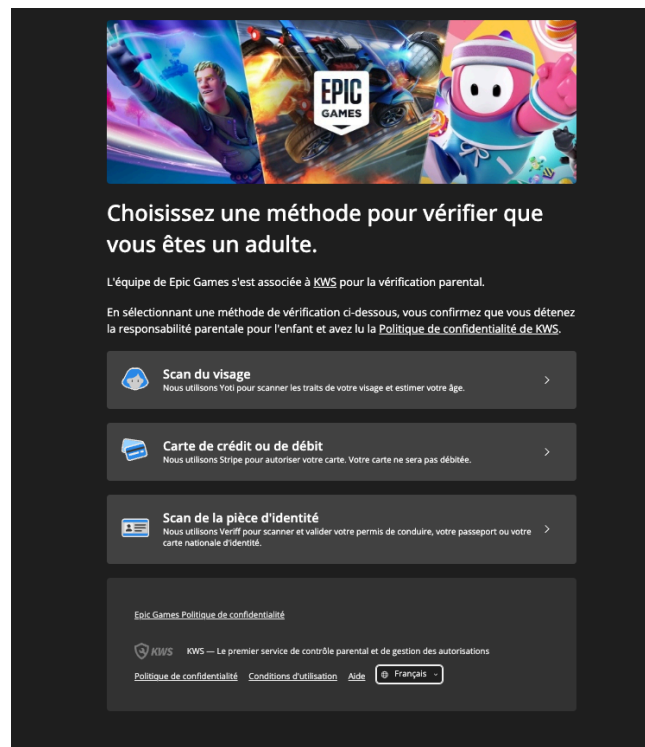 EPIC
GAMES
Choisissez une méthode pour vérifier que
vous êtes un adulte.
L'équipe de Epic Games s'est associée à KWS pour la vérification parental.
En sélectionnant une méthode de vérification ci-dessous, vous confirmez que vous détenez
la responsabilité parentale pour l'enfant et avez lu la Politique de confidentialité de KWS.
Scan du visage
Nous utilisons Yoti pour scanner les traits de votre visage et estimer votre âge.
Carte de crédit ou de débit
Nous utilisons Stripe pour autoriser votre carte. Votre carte ne sera pas débitée.
Scan de la pièce d'identité
Nous utilisons Veriff pour scanner et valider votre permis de conduire, votre passeport ou votre
carte nationale d'identité.
Epic Games Politique de confidentialité
KWS KWS — Le premier service de contrôle parental et de gestion des autorisations
Politique de confidentialité Conditions d'utilisation Aide Français